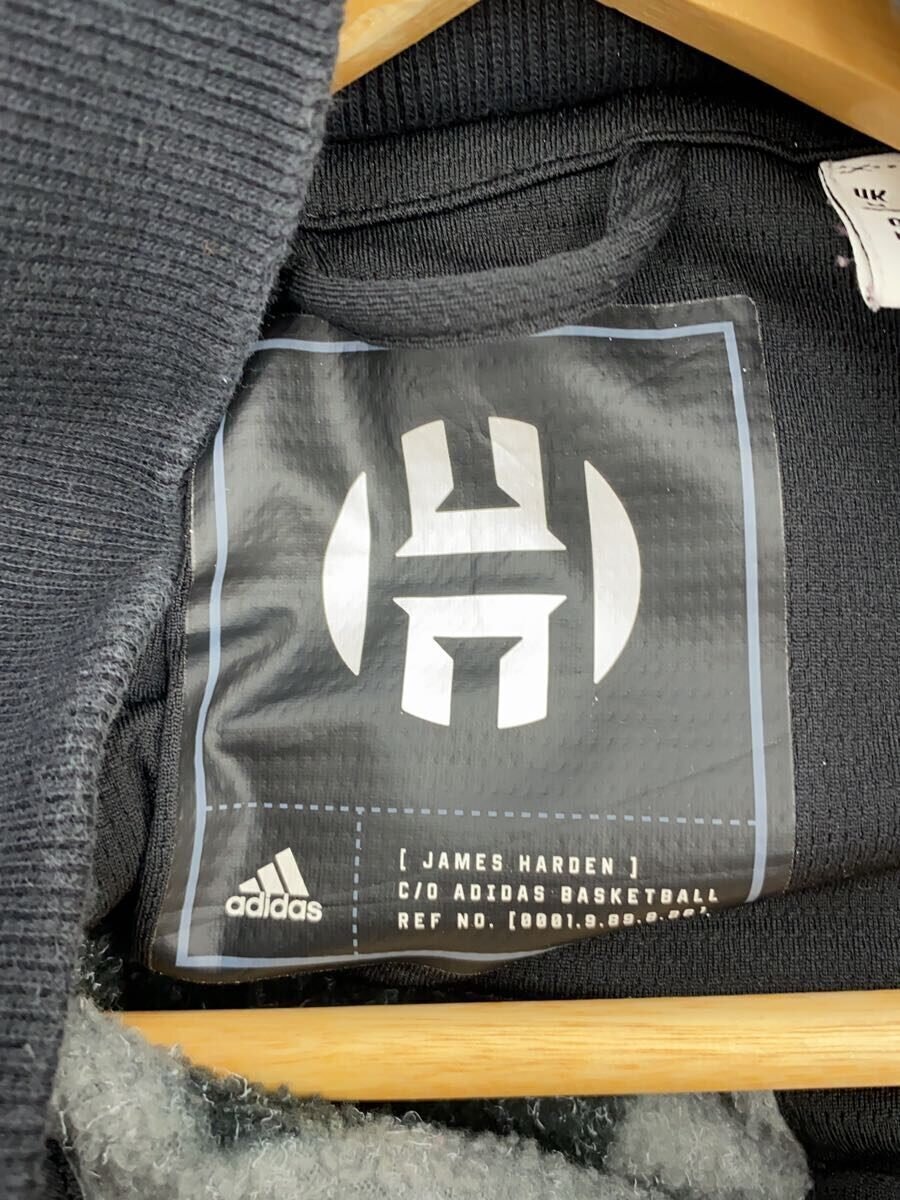 UK
adidas
[ JAMES HARDEN ]
C/O ADIDAS BASKETBALL
REF NO.